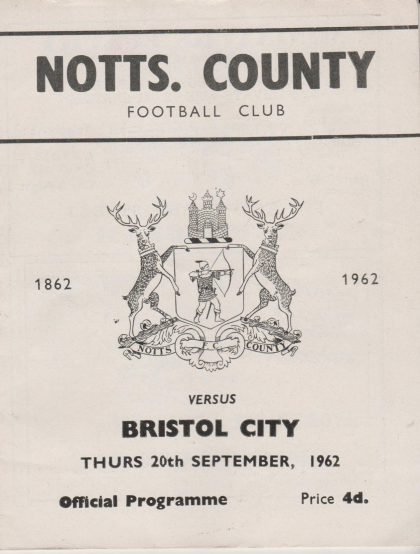 NOTTS. COUNTY
FOOTBALL CLUB
1862
1962
NOTTS COUNTY
VERSUS
BRISTOL CITY
THURS 20th SEPTEMBER, 1962
Official Programme Price 4d.